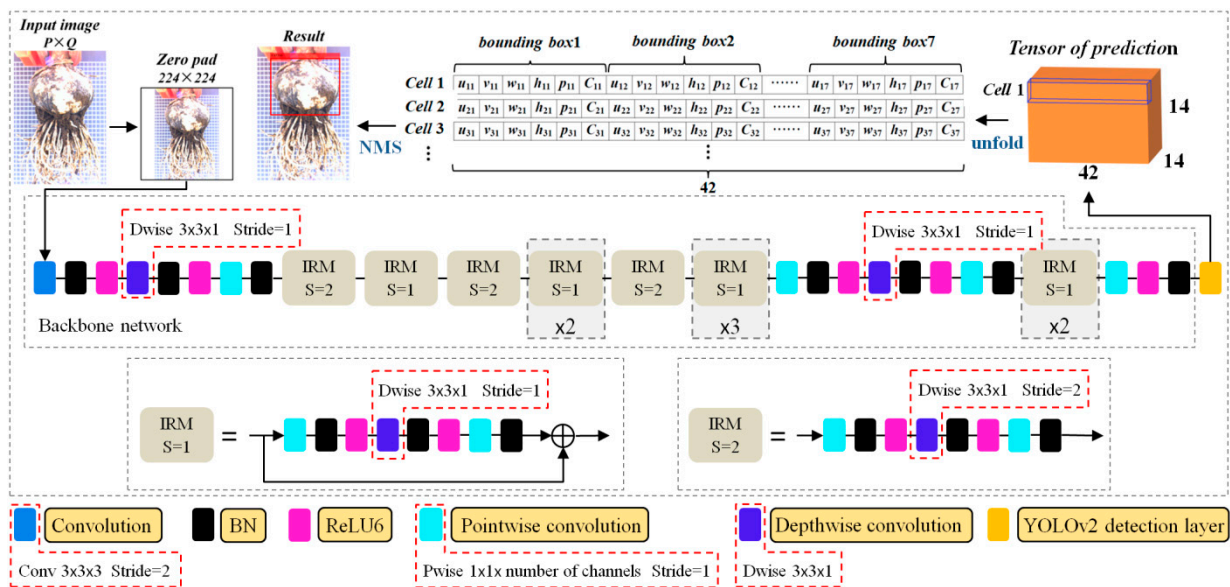 Input image
P×Q
Zero pad
224×224
Result
bounding box1 bounding box2 bounding box7
Cell 1 u11 v11 w11 h11 p11 C11 u12 v12 w12 h12 p12 C12 ...... u17 v17 w17 h17 p17 C17
Cell 2 u21 v21 w21 h21 p21 C21 u22 v22 w22 h22 p22 C22 ...... u27 v27 w27 h27 p27 C27
Cell 3 u31 v31 w31 h31 p31 C31 u32 v32 w32 h32 p32 C32 ...... u37 v37 w37 h37 p37 C37
42
NMS
unfold
Tensor of prediction
Cell 1
14
14
42
Dwise 3x3x1 Stride=1
Dwise 3x3x1 Stride=1
IRM
S=2
IRM
S=1
IRM
S=2
IRM
S=1
x2
IRM
S=2
IRM
S=1
x3
IRM
S=1
x2
Backbone network
Dwise 3x3x1 Stride=1
IRM
S=1
=
Dwise 3x3x1 Stride=2
IRM
S=2
=
Convolution
BN
ReLU6
Pointwise convolution
Depthwise convolution
YOLOv2 detection layer
Conv 3x3x3 Stride=2
Pwise 1x1x number of channels Stride=1
Dwise 3x3x1